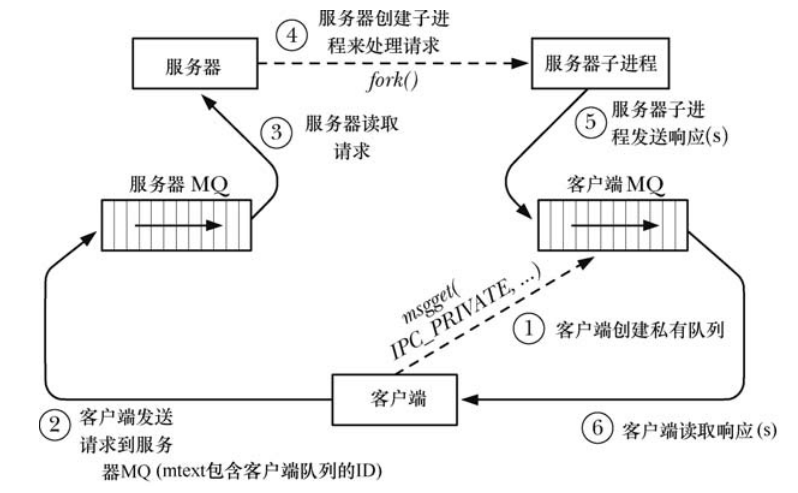 ④ 服务器创建子进
程来处理请求
服务器
fork()
服务器子进程
③ 服务器读取
请求
⑤ 服务器子进
程发送响应(s)
服务器 MQ
客户端 MQ
msgget(
IPC_PRIVATE, ...)
① 客户端创建私有队列
客户端
② 客户端发送
请求到服务
器MQ (mtext包含客户端队列的ID)
⑥ 客户端读取响应 (s)